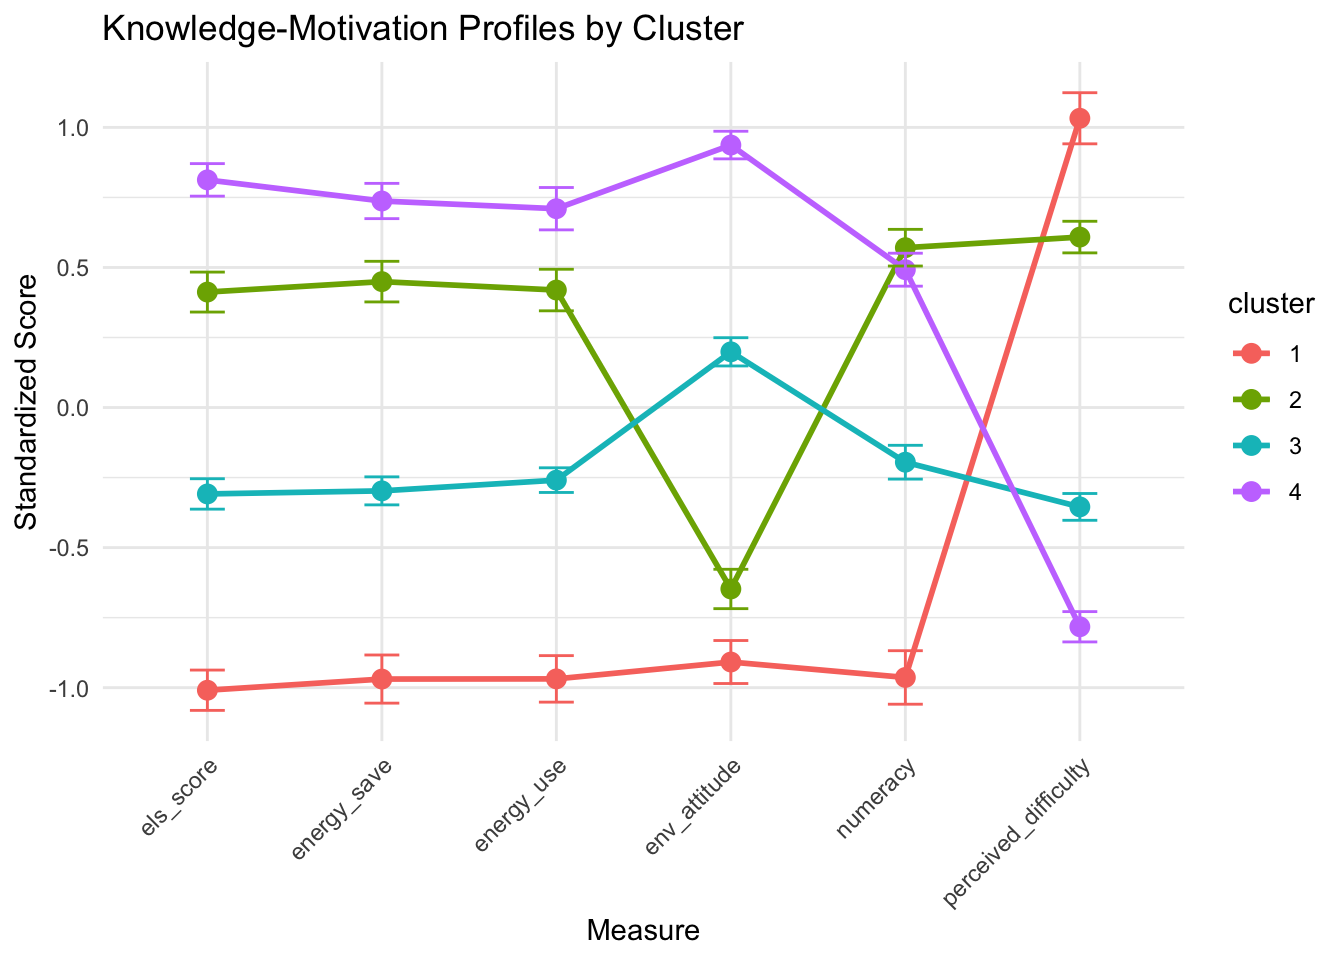 Knowledge-Motivation Profiles by Cluster
Standardized Score
1.0
0.5
0.0
-0.5
-1.0
els_score
energy_save
energy_use
env_attitude
numeracy
perceived_difficulty
Measure
cluster
1
2
3
4